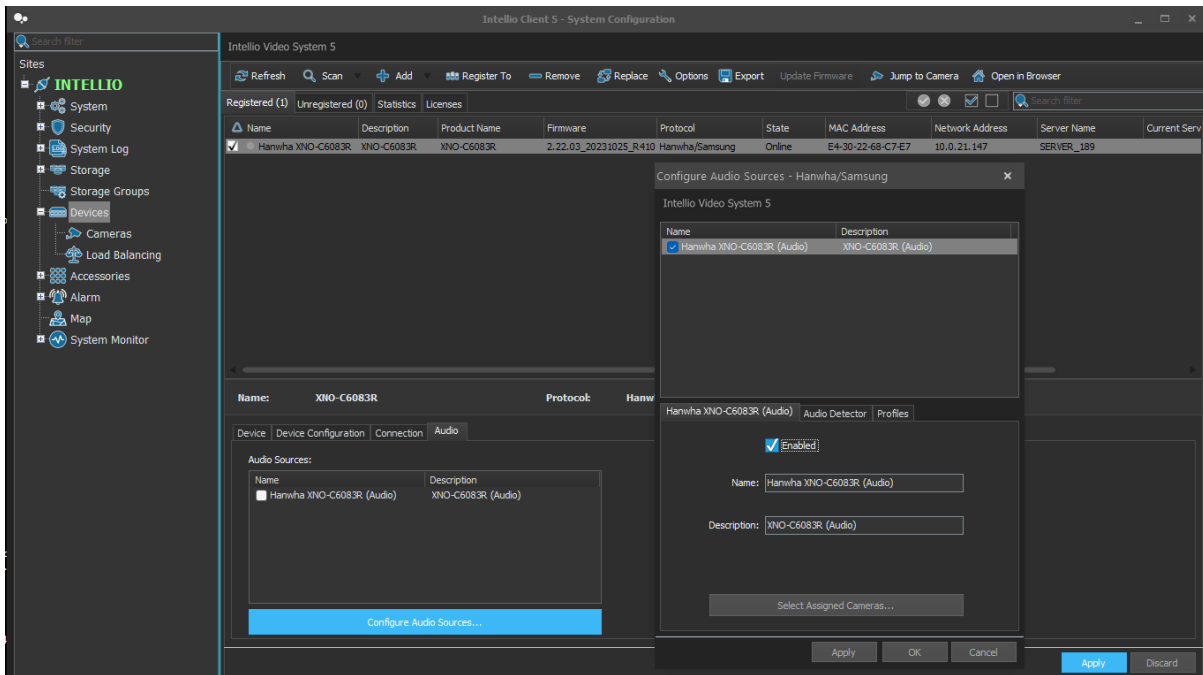 Intellio Client 5 - System Configuration
Search filter
Sites
INTELLIO
System
Security
System Log
Storage
Storage Groups
Devices
Cameras
Load Balancing
Accessories
Alarm
Map
System Monitor
Intellio Video System 5
Refresh Scan Add Register To Remove Replace Options Export Update Firmware Jump to Camera Open in Browser
Registered (1) Unregistered (0) Statistics Licenses Search filter
Name Description Product Name Firmware Protocol State MAC Address Network Address Server Name Current Serv
Hanwha XNO-C6083R XNO-C6083R XNO-C6083R 2.22.03_20231025_R410 Hanwha/Samsung Online E4-30-22-68-C7-E7 10.0.21.147 SERVER_189
Name: XNO-C6083R Protocol: Hanw
Device Device Configuration Connection Audio
Audio Sources:
Name Description
Hanwha XNO-C6083R (Audio) XNO-C6083R (Audio)
Configure Audio Sources...
Configure Audio Sources - Hanwha/Samsung
Intellio Video System 5
Name Description
Hanwha XNO-C6083R (Audio) XNO-C6083R (Audio)
Hanwha XNO-C6083R (Audio) Audio Detector Profiles
Enabled
Name: Hanwha XNO-C6083R (Audio)
Description: XNO-C6083R (Audio)
Select Assigned Cameras...
Apply OK Cancel
Apply Discard